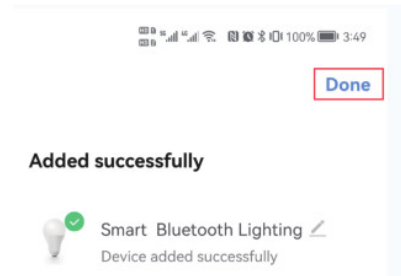 100% 3:49
Done
Added successfully
Smart Bluetooth Lighting
Device added successfully